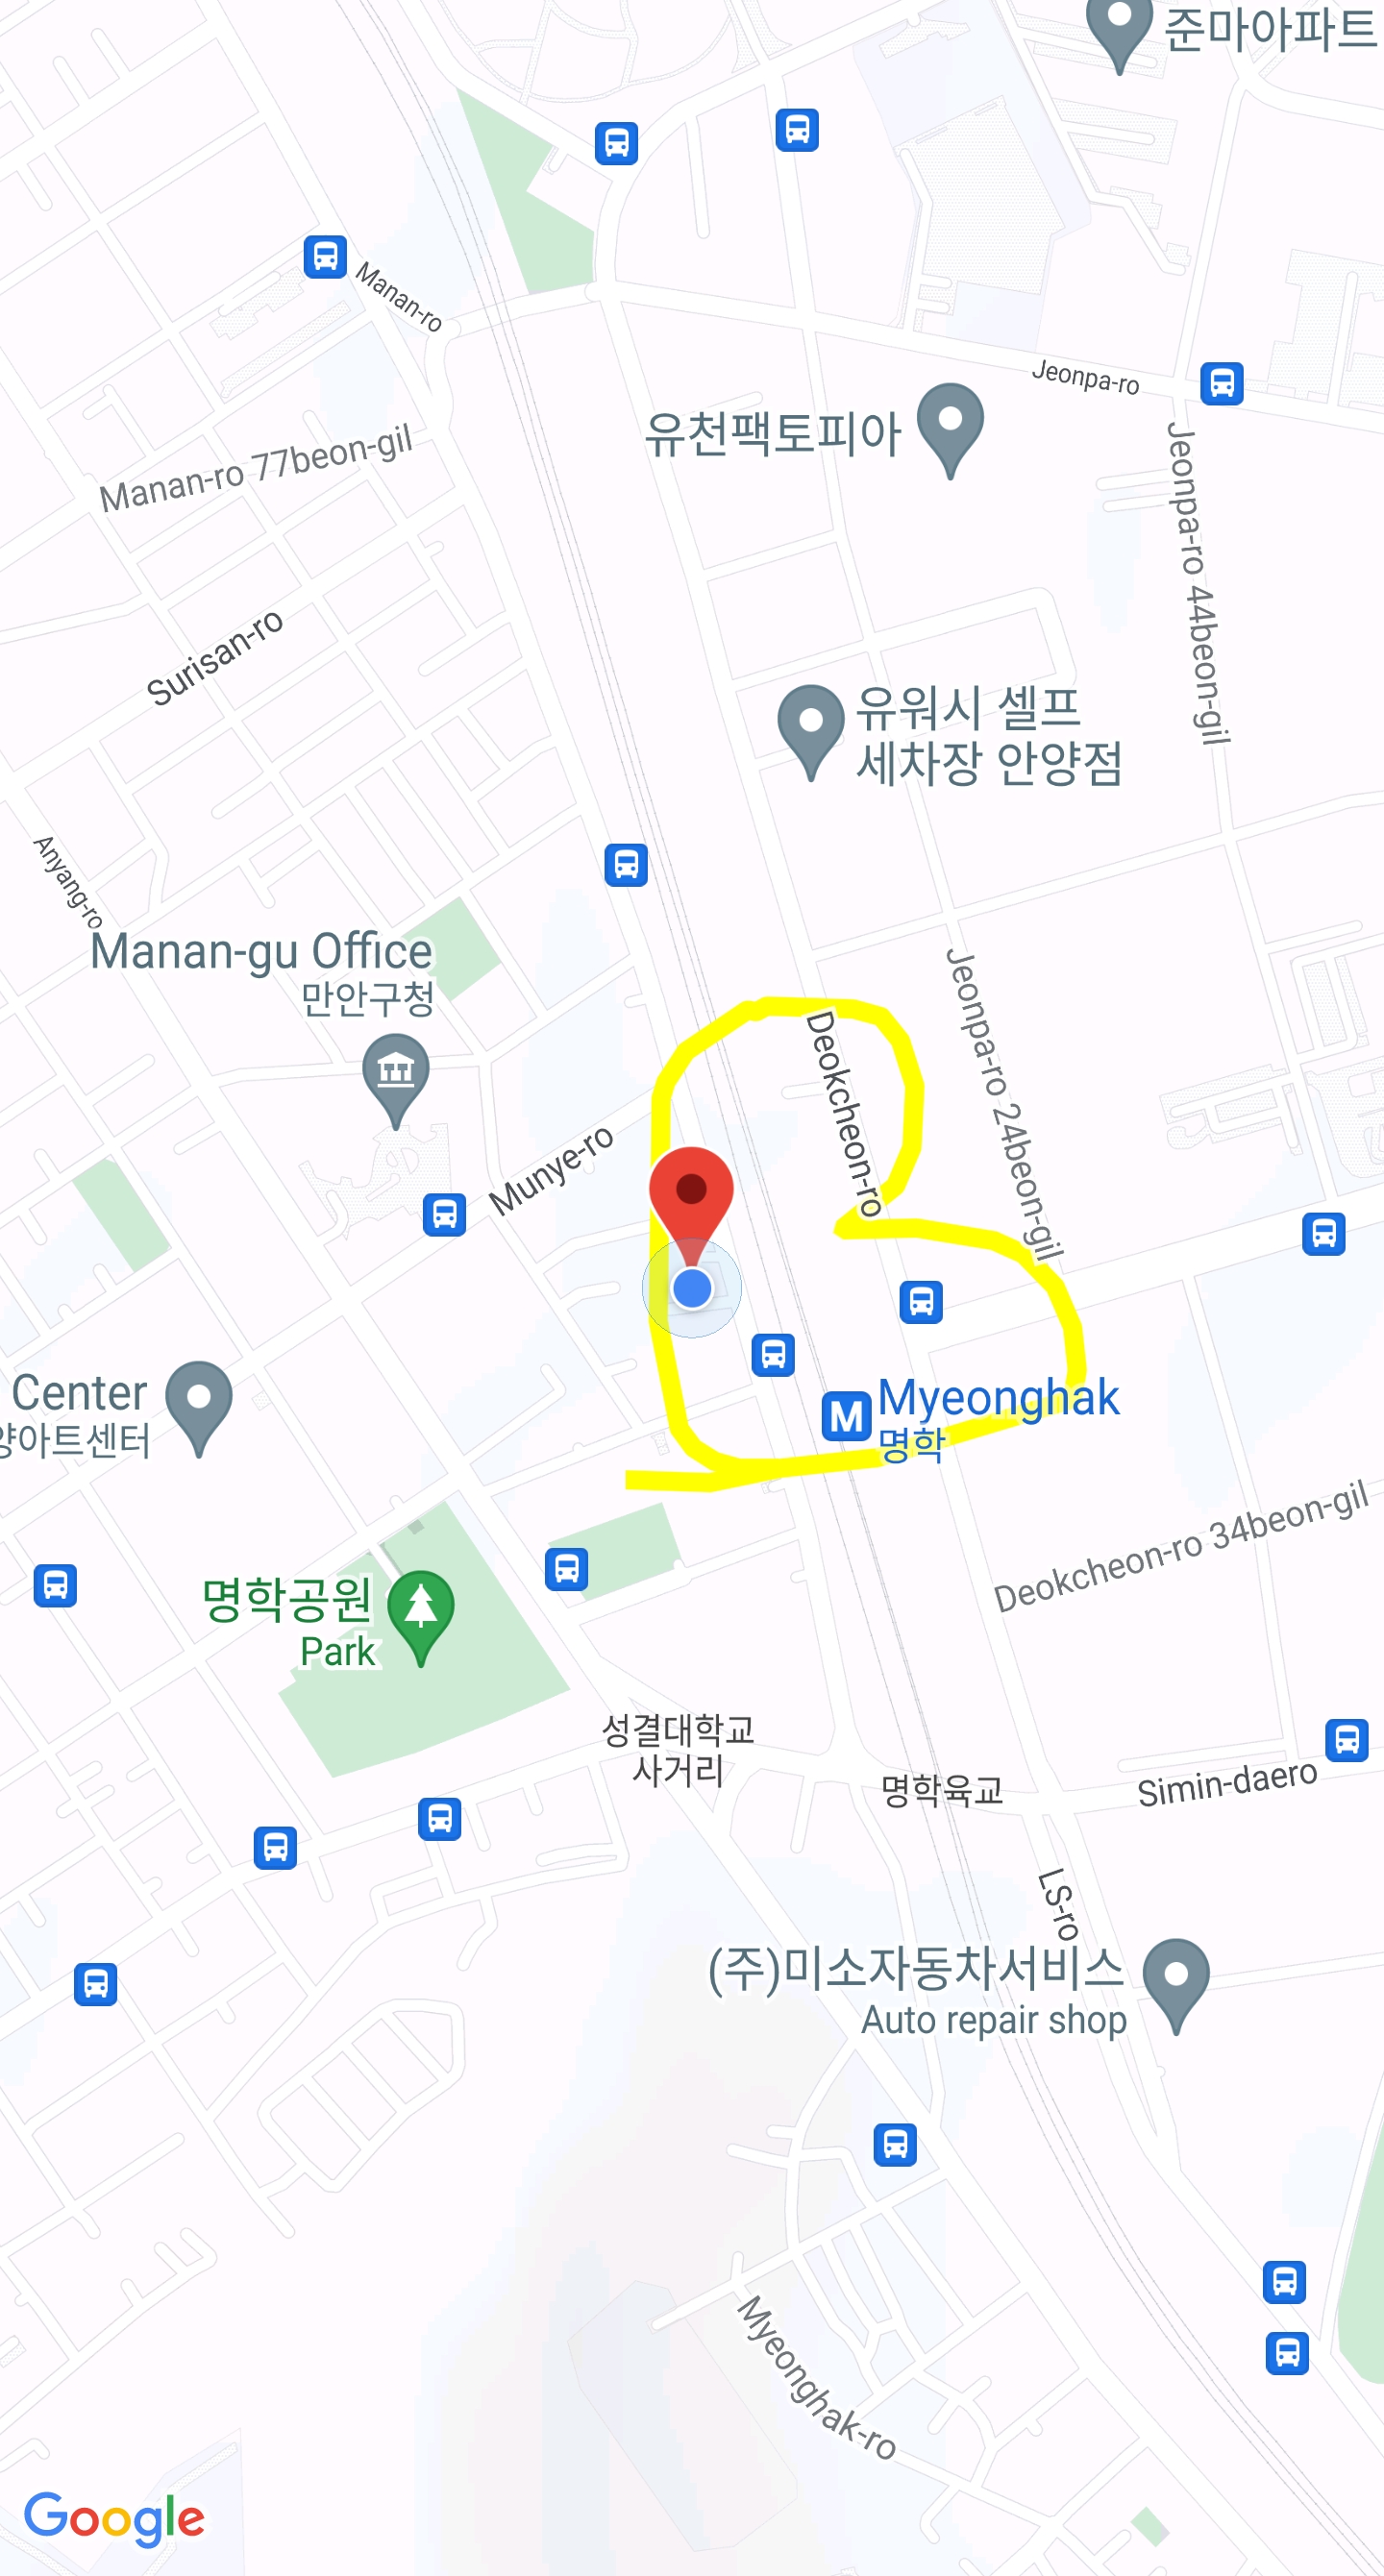 준마아파트
Manan-ro
Jeonpa-ro
유천팩토피아
Manan-ro 77beon-gil
Jeonpa-ro 44beon-gil
Surisan-ro
유원시 셀프
세차장 안양점
Anyang-ro
Manan-gu Office
만안구청
Deokcheon-ro
Jeonpa-ro 24beon-gil
Munye-ro
B
Center
양아트센터
M
Myeonghak
명학
Deokcheon-ro 34beon-gil
명학공원
Park
성결대학교
사거리
명학육교
Simin-daero
LS-ro
(주)미소자동차서비스
Auto repair shop
Myeonghak-ro
Google